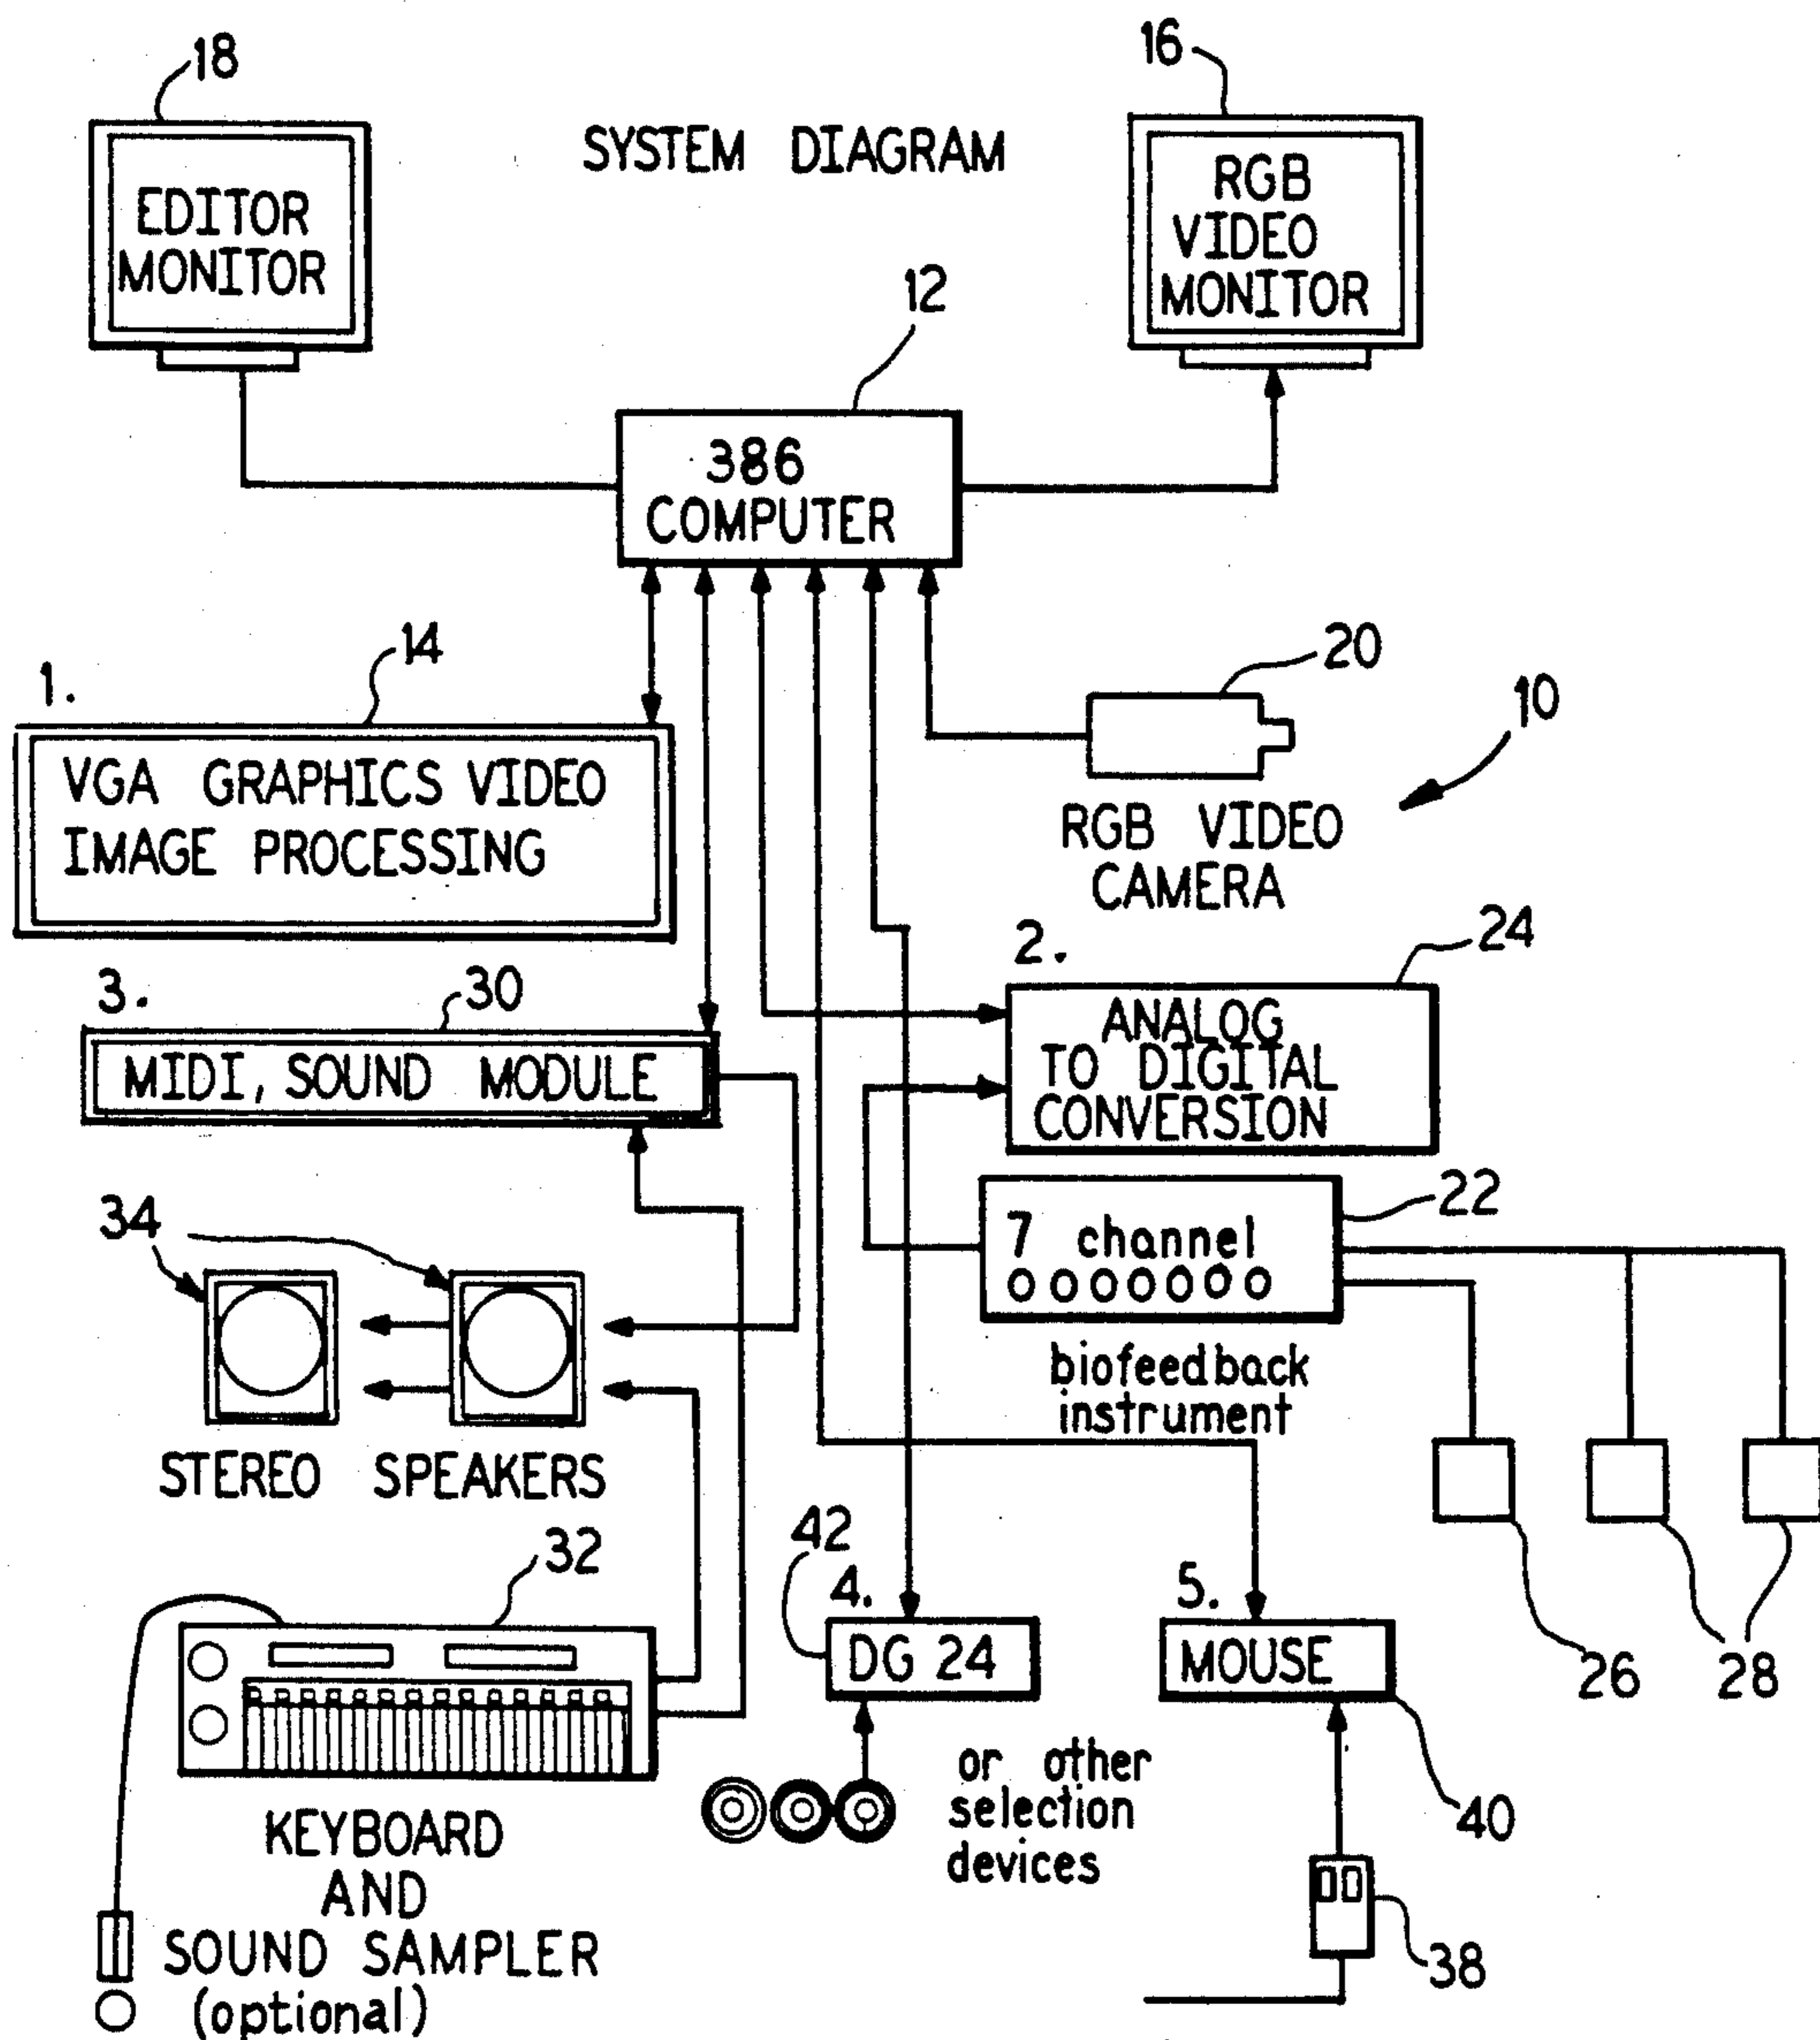 18
16
SYSTEM DIAGRAM
EDITOR
MONITOR
RGB
VIDEO
MONITOR
12
386
COMPUTER
1.
14
20
10
VGA GRAPHICS VIDEO
IMAGE PROCESSING
RGB VIDEO
CAMERA
3.
30
2.
24
MIDI, SOUND MODULE
ANALOG
TO DIGITAL
CONVERSION
34
22
7 channel
biofeedback
instrument
STEREO SPEAKERS
32
42
4.
5.
DG 24
MOUSE
26
28
or other
selection
devices
40
KEYBOARD
AND
SOUND SAMPLER
(optional)
38